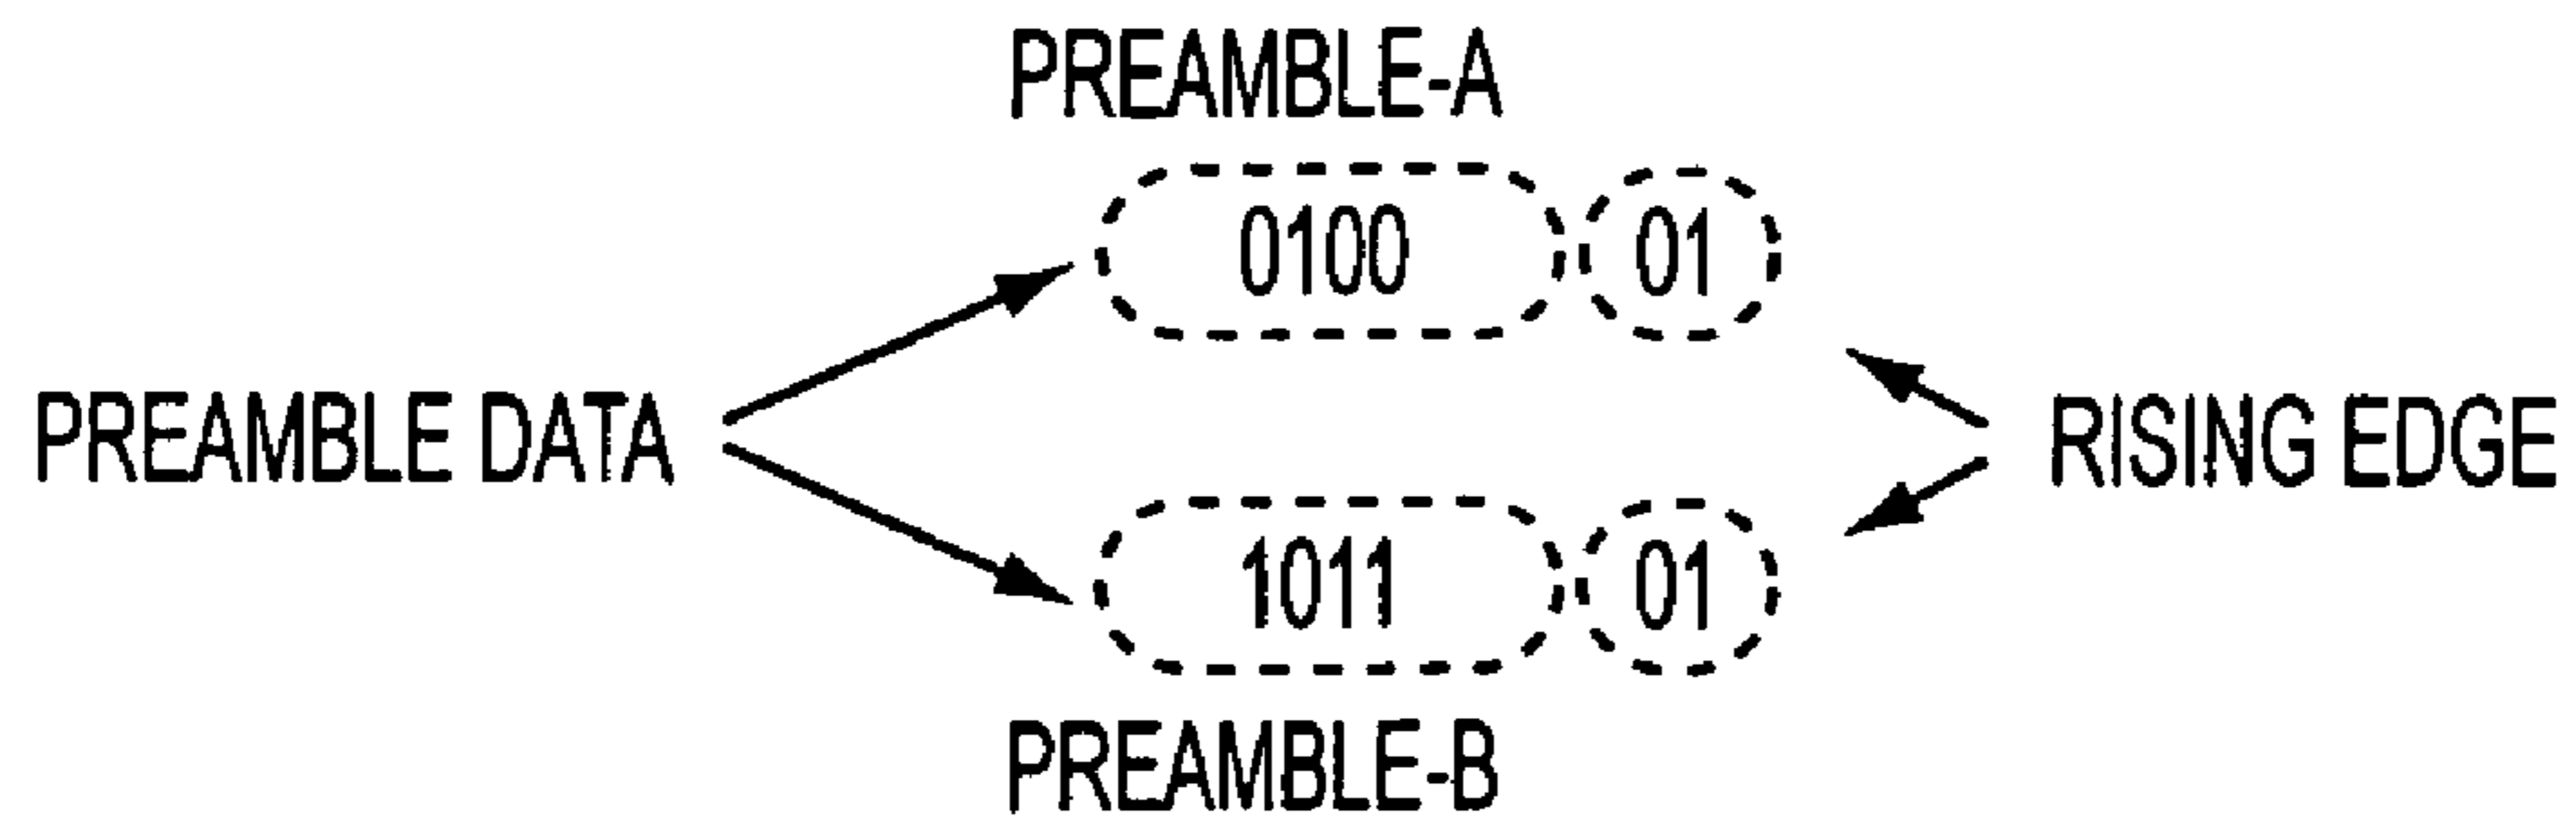 PREAMBLE-A
0100 01
PREAMBLE DATA
RISING EDGE
1011 01
PREAMBLE-B